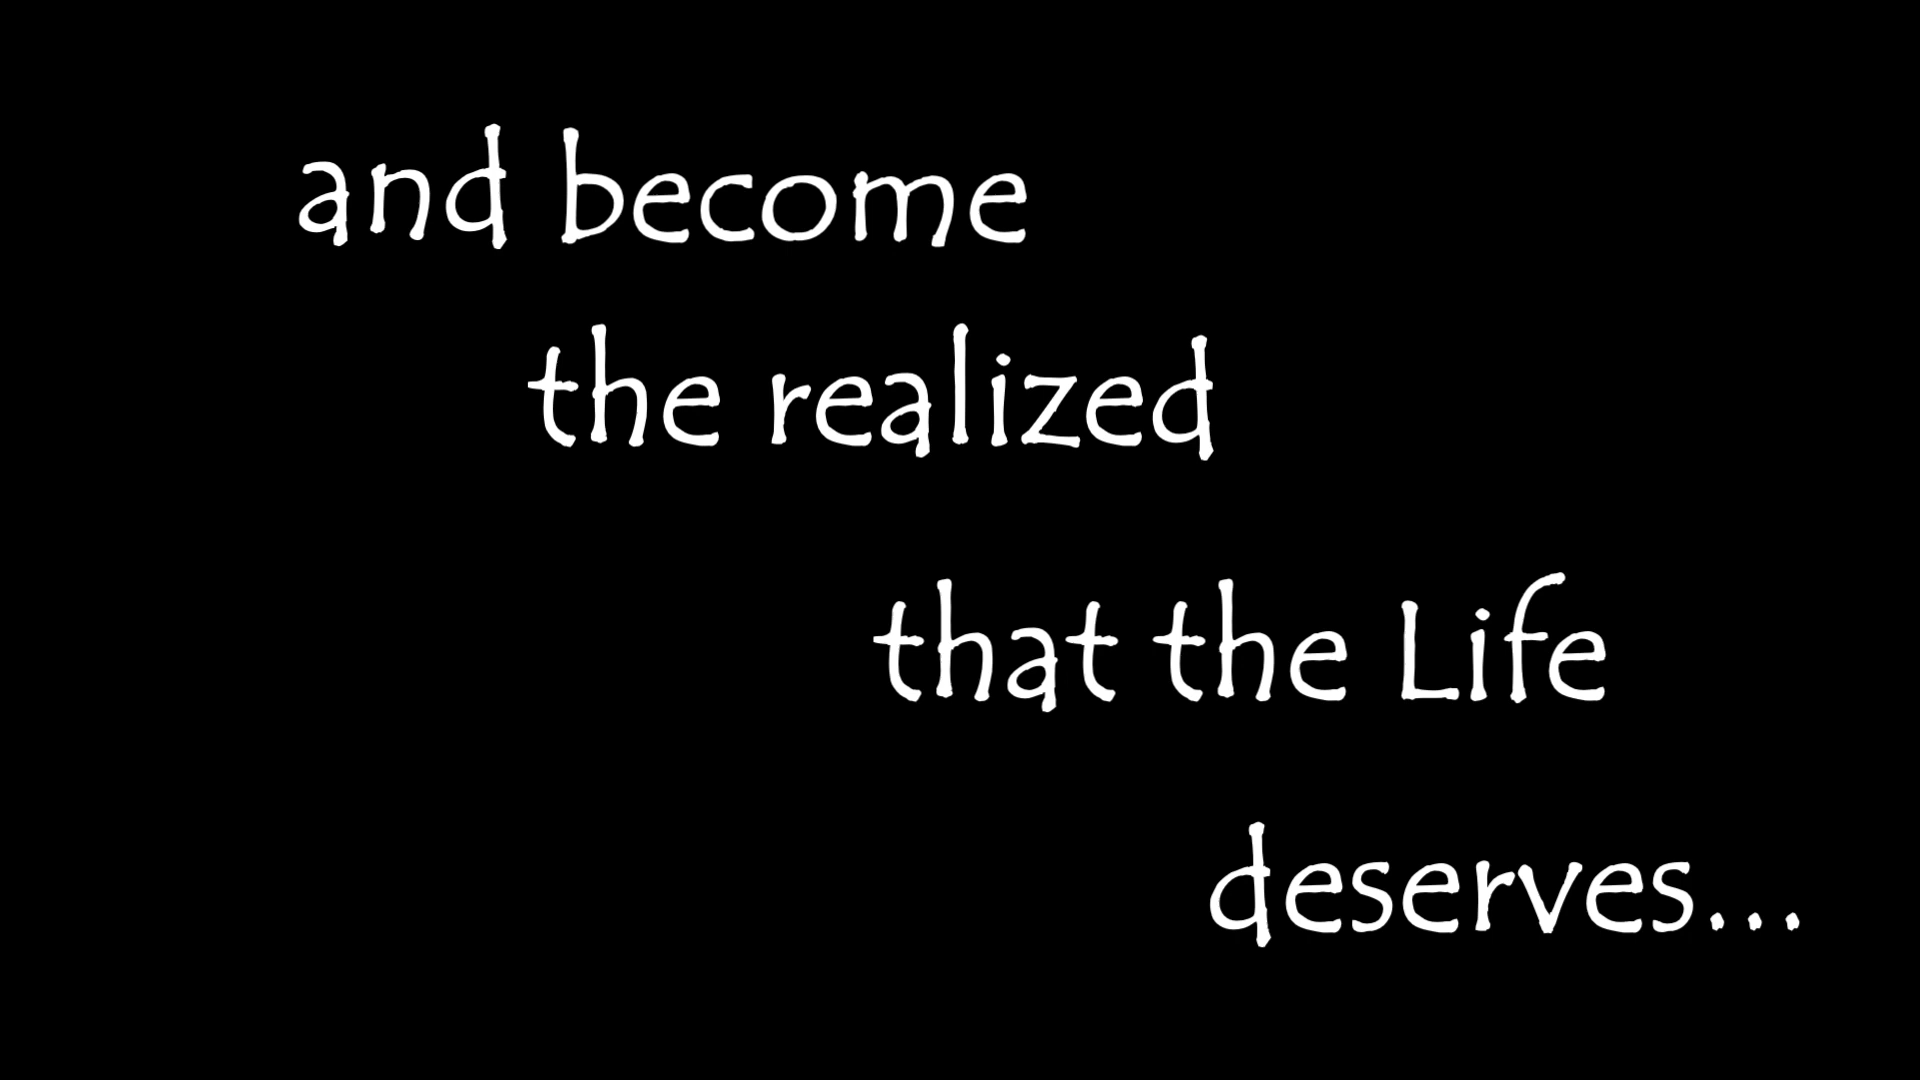 and become
the realized
that the Life
deserves...